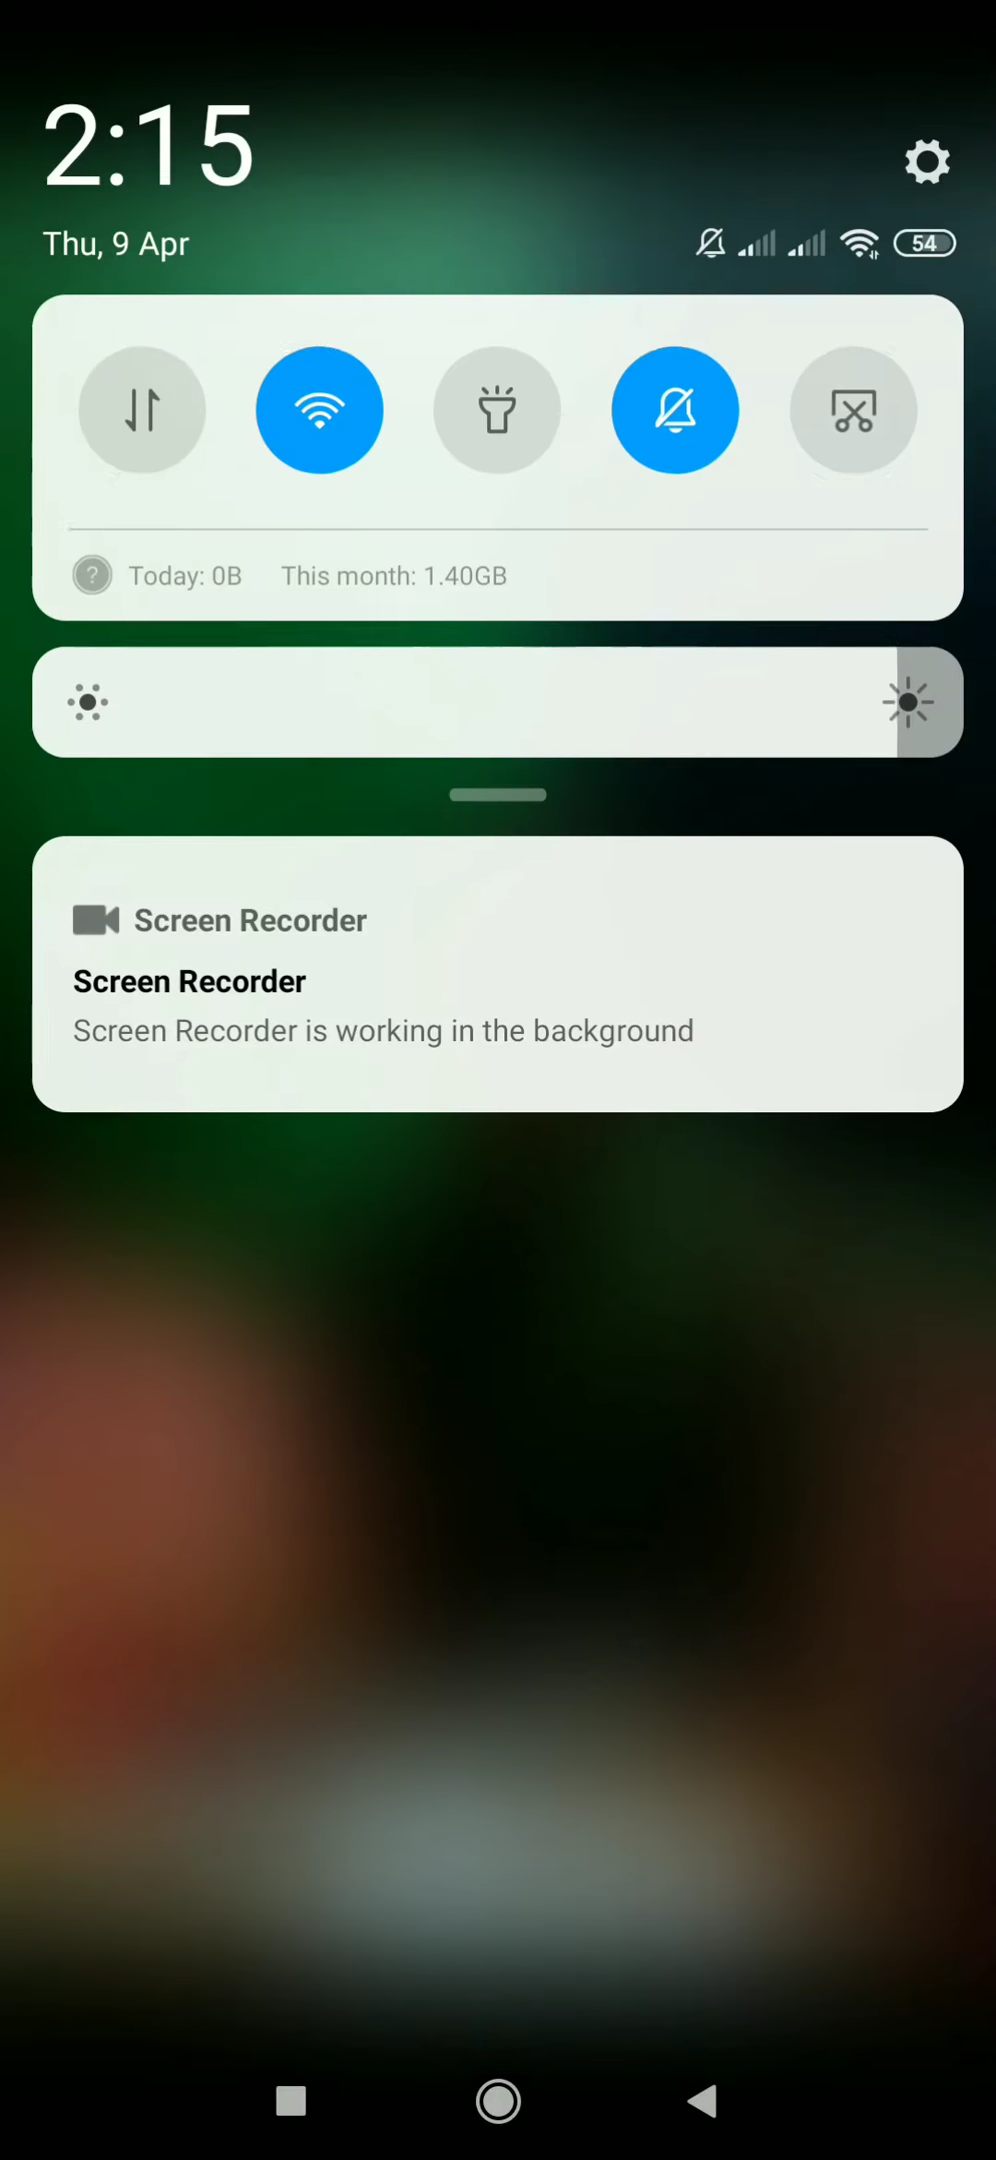 2:15
Thu, 9 Apr
54
Today: 0B This month: 1.40GB
Screen Recorder
Screen Recorder
Screen Recorder is working in the background